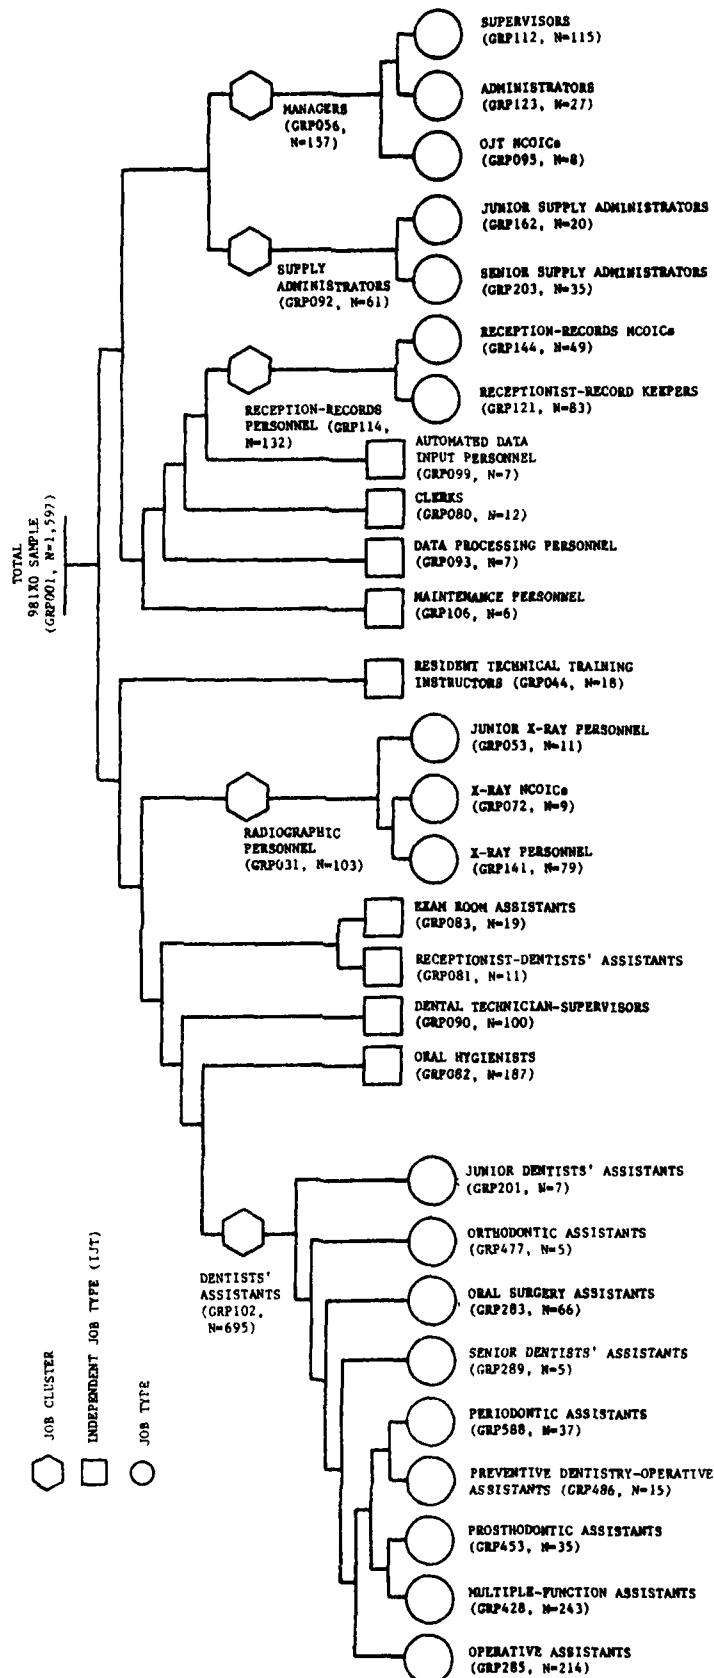 SUPERVISORS
(GRP112, N=115)
ADMINISTRATORS
(GRP123, N=27)
MANAGERS
(GRP056,
N=157)
OJT NCOICs
(GRP095, N=8)
JUNIOR SUPPLY ADMINISTRATORS
(GRP162, N=20)
SUPPLY
ADMINISTRATORS
(GRP092, N=61)
SENIOR SUPPLY ADMINISTRATORS
(GRP203, N=35)
RECEPTION-RECORDS NCOICs
(GRP144, N=49)
RECEPTIONIST-RECORD KEEPERS
(GRP121, N=83)
RECEPTION-RECORDS
PERSONNEL (GRP114,
N=132)
AUTOMATED DATA
INPUT PERSONNEL
(GRP099, N=7)
CLERKS
(GRP080, N=12)
DATA PROCESSING PERSONNEL
(GRP093, N=7)
MAINTENANCE PERSONNEL
(GRP106, N=6)
TOTAL
981X0 SAMPLE
(GRP001, N=1,597)
RESIDENT TECHNICAL TRAINING
INSTRUCTORS (GRP044, N=18)
JUNIOR X-RAY PERSONNEL
(GRP053, N=11)
X-RAY NCOICs
(GRP072, N=9)
RADIOGRAPHIC
PERSONNEL
(GRP031, N=103)
X-RAY PERSONNEL
(GRP141, N=79)
EXAM ROOM ASSISTANTS
(GRP083, N=19)
RECEPTIONIST-DENTISTS' ASSISTANTS
(GRP081, N=11)
DENTAL TECHNICIAN-SUPERVISORS
(GRP090, N=100)
ORAL HYGIENISTS
(GRP082, N=187)
JUNIOR DENTISTS' ASSISTANTS
(GRP201, N=7)
ORTHODONTIC ASSISTANTS
(GRP477, N=5)
DENTISTS'
ASSISTANTS
(GRP102,
N=695)
ORAL SURGERY ASSISTANTS
(GRP283, N=66)
SENIOR DENTISTS' ASSISTANTS
(GRP289, N=5)
PERIODONTIC ASSISTANTS
(GRP588, N=37)
PREVENTIVE DENTISTRY-OPERATIVE
ASSISTANTS (GRP486, N=15)
PROSTHODONTIC ASSISTANTS
(GRP453, N=35)
MULTIPLE-FUNCTION ASSISTANTS
(GRP428, N=243)
OPERATIVE ASSISTANTS
(GRP285, N=214)
JOB CLUSTER
INDEPENDENT JOB TYPE (IJT)
JOB TYPE